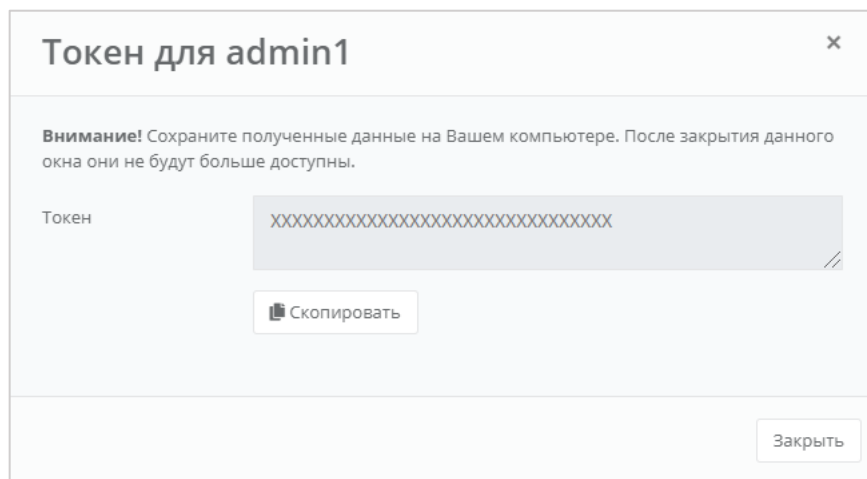 Токен для admin1
×
Внимание! Сохраните полученные данные на Вашем компьютере. После закрытия данного
окна они не будут больше доступны.
Токен
XXXXXXXXXXXXXXXXXXXXXXXXXXXXXXXX
Скопировать
Закрыть